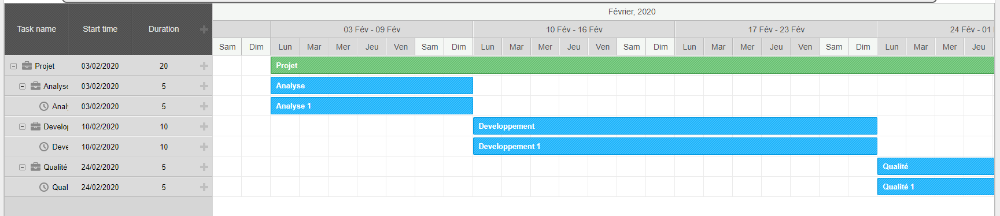 Février, 2020
Task name Start time Duration
03 Fév - 09 Fév 10 Fév - 16 Fév 17 Fév - 23 Fév 24 Fév - 01
Sam Dim Lun Mar Mer Jeu Ven Sam Dim Lun Mar Mer Jeu Ven Sam Dim Lun Mar Mer Jeu Ven Sam Dim Lun Mar Mer Jeu
Projet 03/02/2020 20 Projet
Analyse 03/02/2020 5 Analyse
Anal 03/02/2020 5 Analyse 1
Develop 10/02/2020 10 Developpement
Deve 10/02/2020 10 Developpement 1
Qualité 24/02/2020 5 Qualité
Qual 24/02/2020 5 Qualité 1